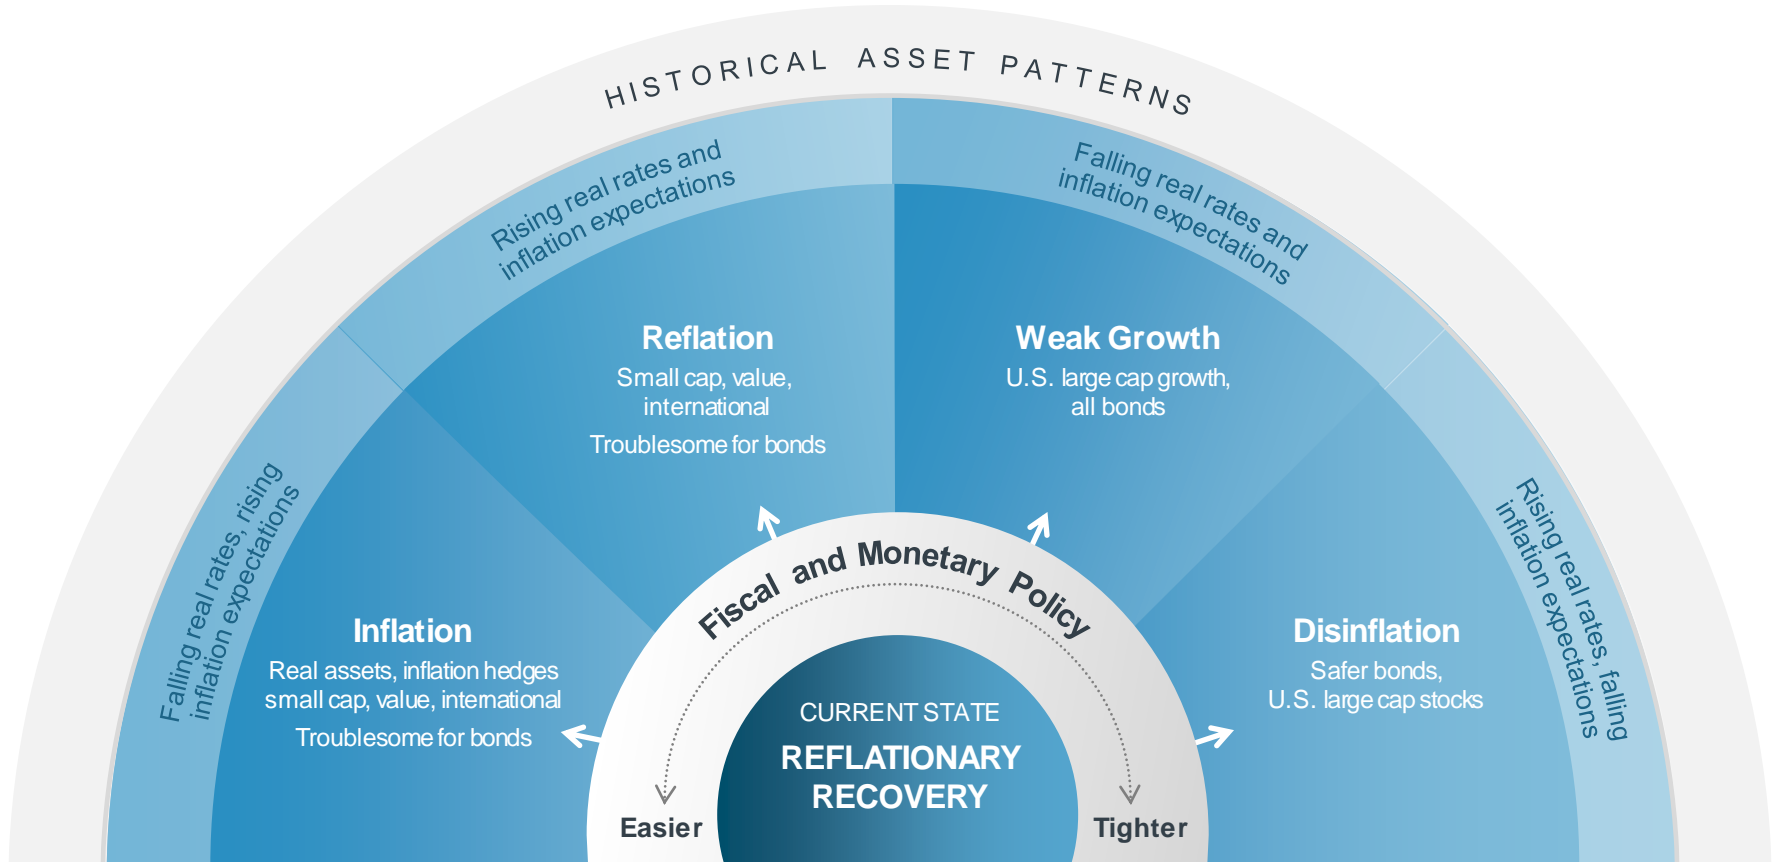 HISTORICAL ASSET PATTERNS
Rising real rates and
inflation expectations
Falling real rates and
inflation expectations
Reflation
Small cap, value,
international
Troublesome for bonds
Weak Growth
U.S. large cap growth,
all bonds
Falling real rates, rising
inflation expectations
Inflation
Real assets, inflation hedges
small cap, value, international
Troublesome for bonds
Disinflation
Safer bonds,
U.S. large cap stocks
Rising real rates, falling
inflation expectations
Fiscal and Monetary Policy
Easier
Tighter
CURRENT STATE
REFLATIONARY
RECOVERY